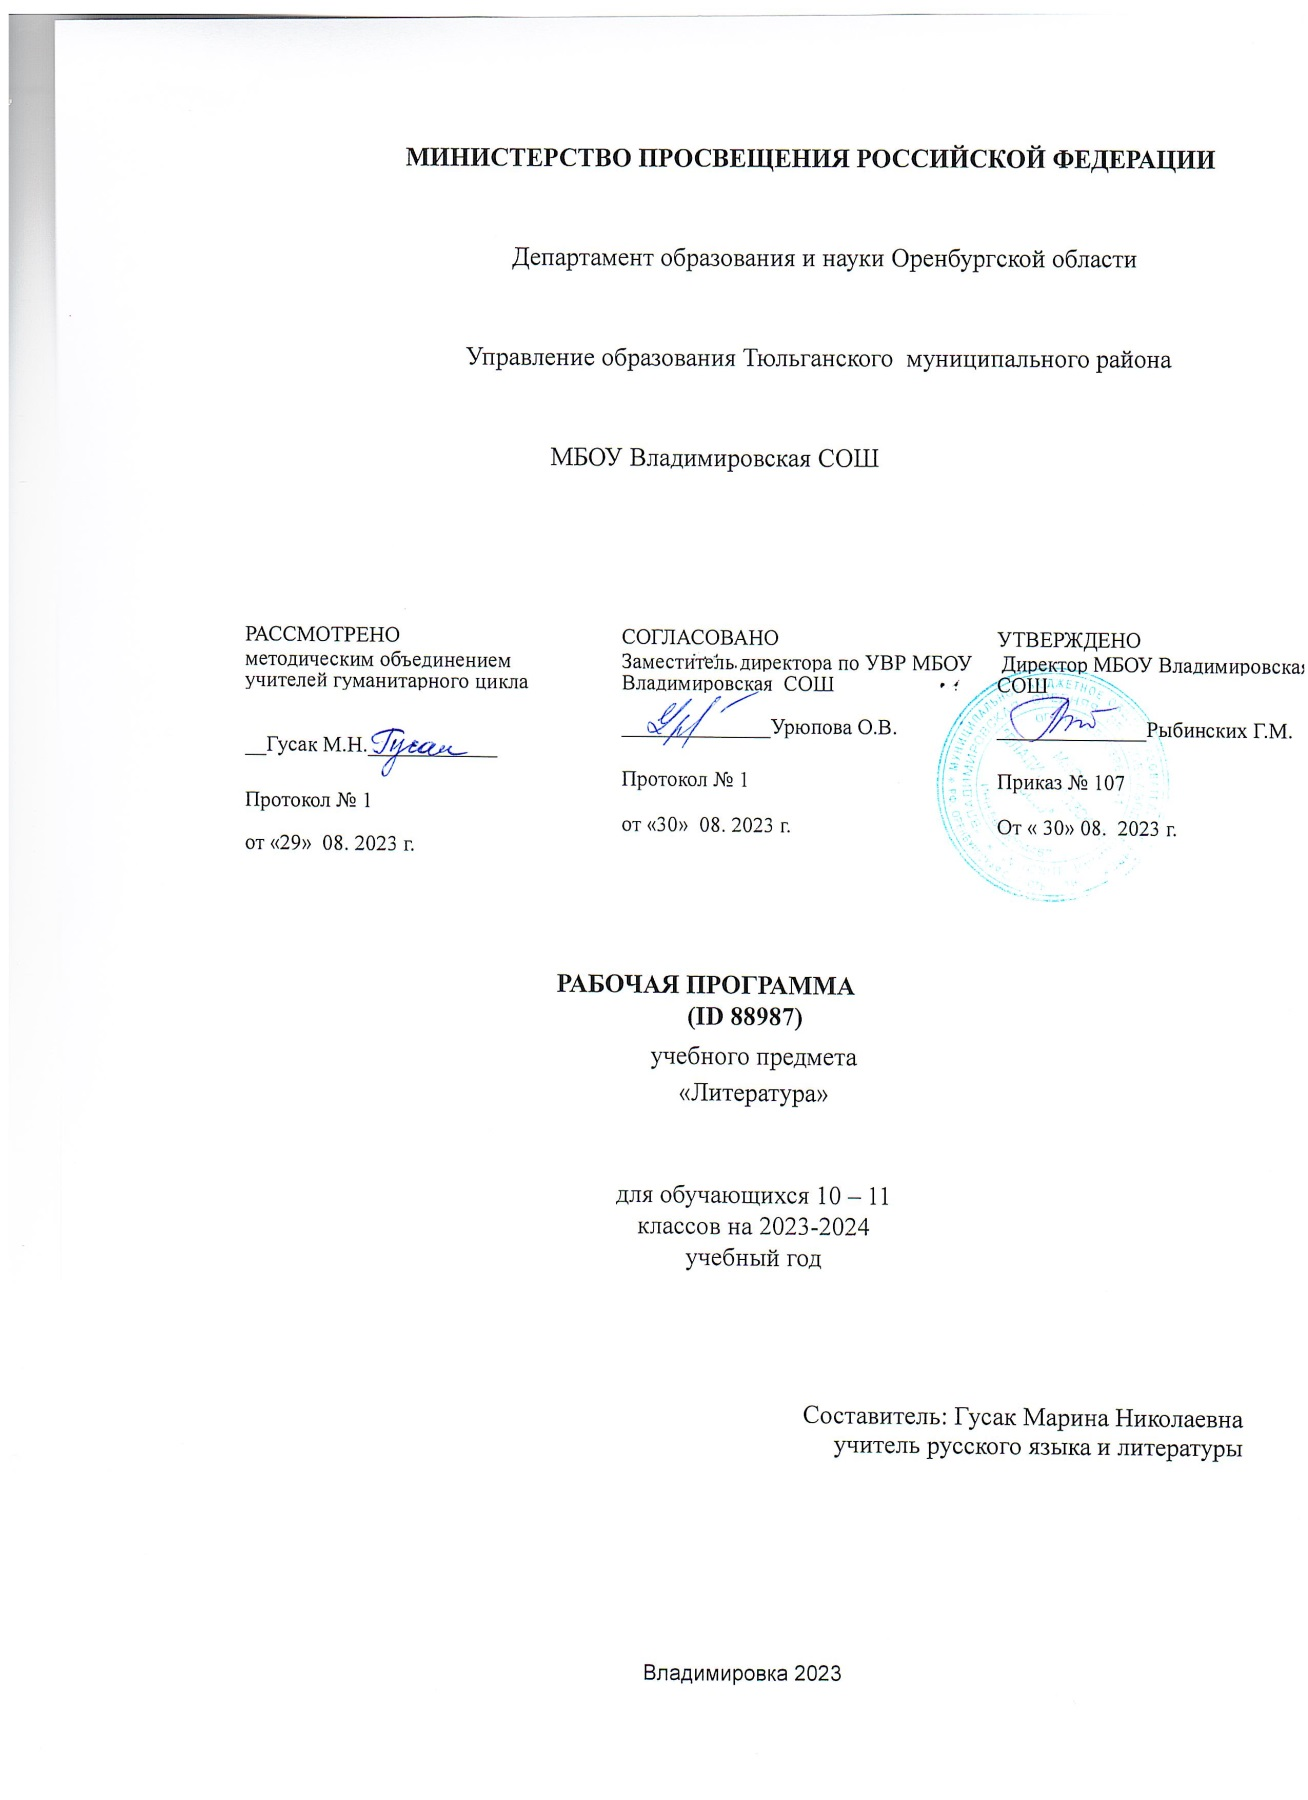 МИНИСТЕРСТВО ПРОСВЕЩЕНИЯ РОССИЙСКОЙ ФЕДЕРАЦИИ
Департамент образования и науки Оренбургской области
Управление образования Тюльганского муниципального района
МБОУ Владимировская СОШ
РАССМОТРЕНО
методическим объединением
учителей гуманитарного цикла
__Гусак М.Н. Гусак
Протокол № 1
от «29» 08. 2023 г.
СОГЛАСОВАНО
Заместитель директора по УВР МБОУ
Владимировская СОШ
______________Урюпова О.В.
Протокол № 1
от «30» 08. 2023 г.
УТВЕРЖДЕНО
Директор МБОУ Владимировская
СОШ
______________Рыбинских Г.М.
Приказ № 107
От « 30» 08. 2023 г.
РАБОЧАЯ ПРОГРАММА
(ID 88987)
учебного предмета
«Литература»
для обучающихся 10 – 11
классов на 2023-2024
учебный год
Составитель: Гусак Марина Николаевна
учитель русского языка и литературы
Владимировка 2023